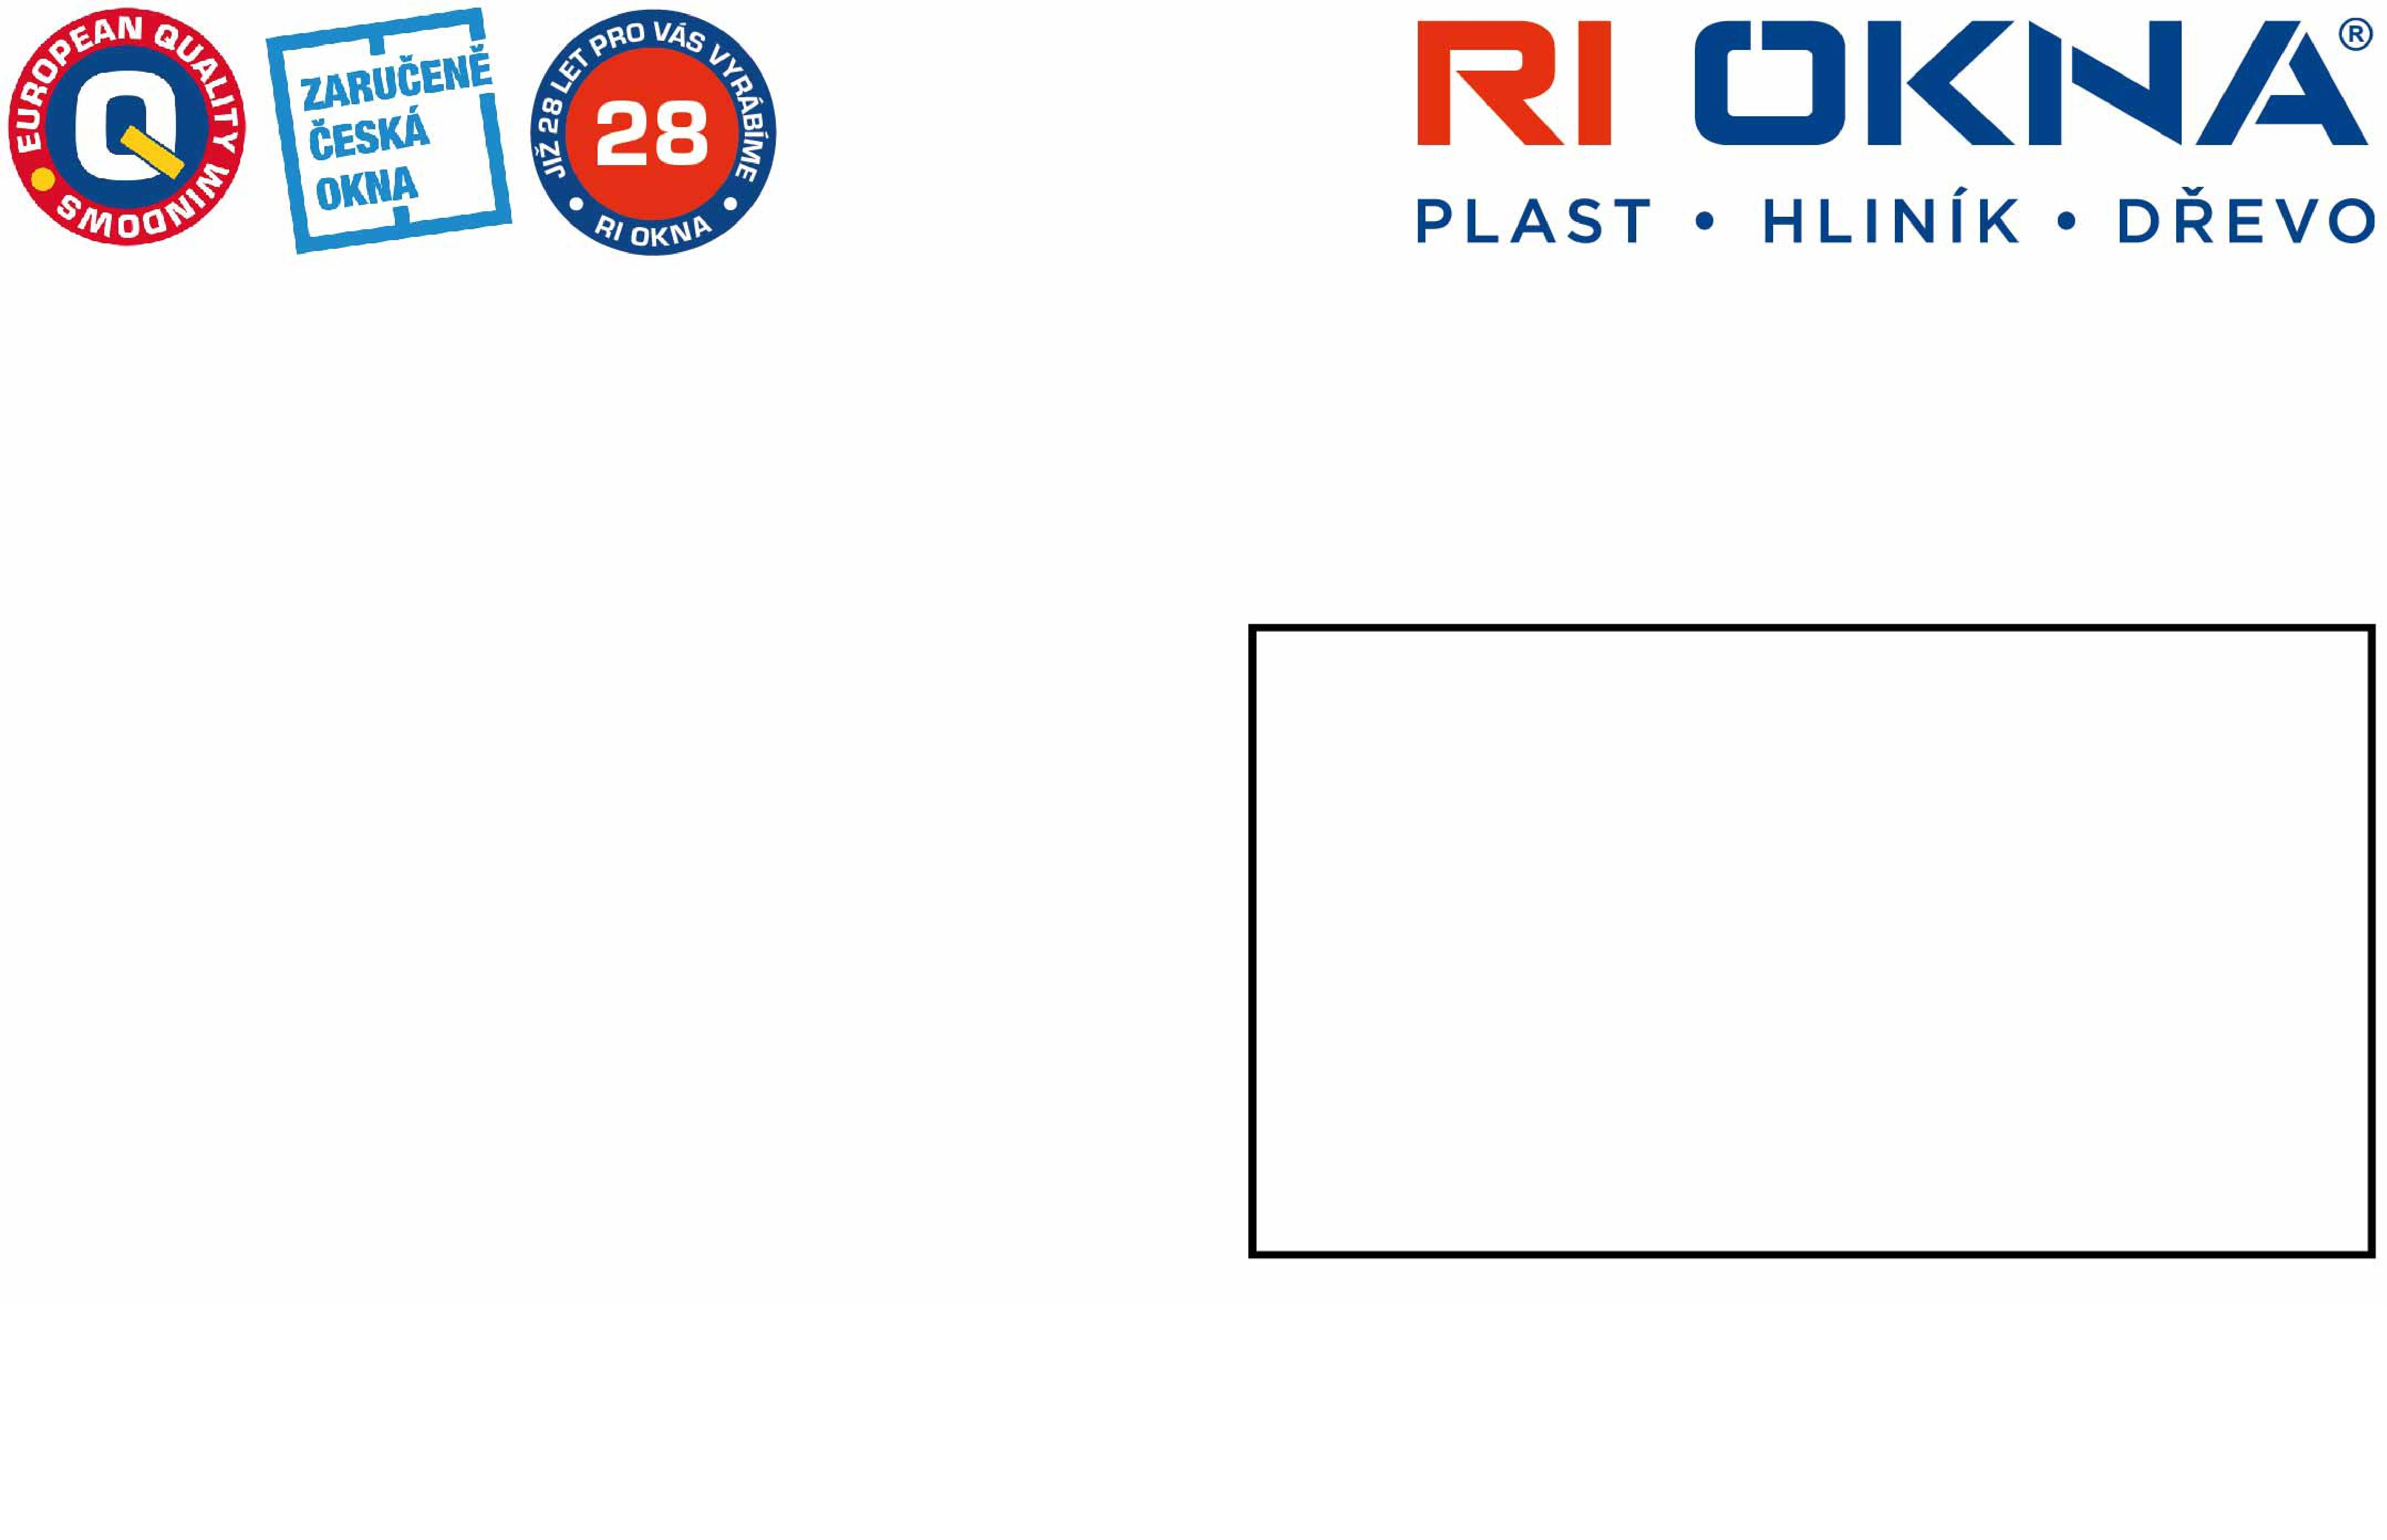 EUROPEAN QUALITY WINDOWS
Q
ZARUČENĚ
ČESKÁ
OKNA
JIŽ 28 LET PRO VÁS VYRÁBÍME
28
• RI OKNA •
RI OKNA®
PLAST • HLINÍK • DŘEVO